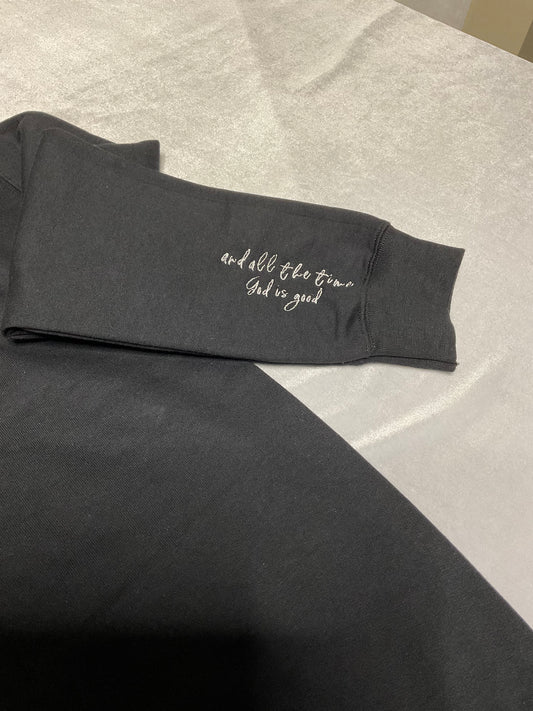 and all the time
God is good